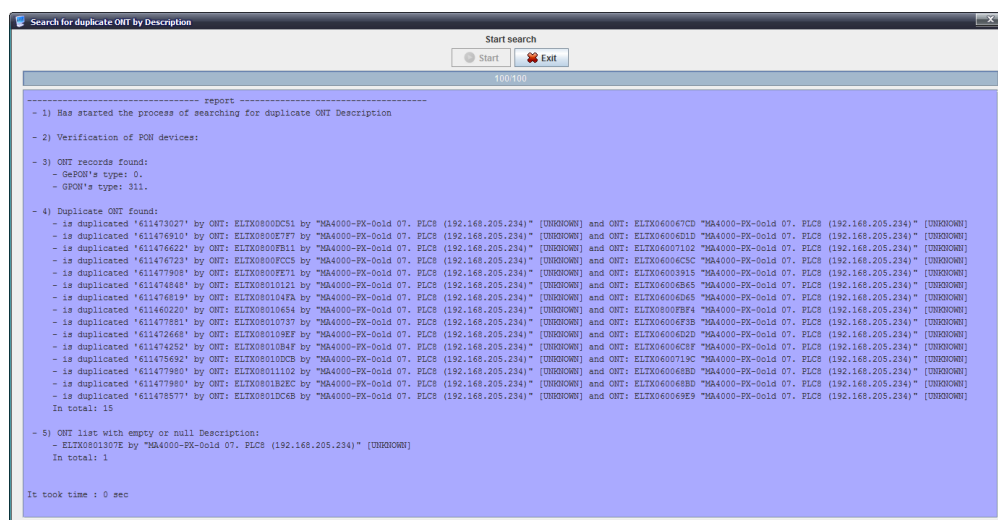 Search for duplicate ONT by Description
Start search
Start Exit
100/100
---------------------------------- report -------------------------------------
- 1) Has started the process of searching for duplicate ONT Description
- 2) Verification of PON devices:
- 3) ONT records found:
- GePON's type: 0.
- GPON's type: 311.
- 4) Duplicate ONT found:
- is duplicated '611473027' by ONT: ELTX0800DC51 by "MA4000-PX-0old 07. PLC8 (192.168.205.234)" [UNKNOWN] and ONT: ELTX060067CD "MA4000-PX-0old 07. PLC8 (192.168.205.234)" [UNKNOWN]
- is duplicated '611476910' by ONT: ELTX0800E7F7 by "MA4000-PX-0old 07. PLC8 (192.168.205.234)" [UNKNOWN] and ONT: ELTX06006D1D "MA4000-PX-0old 07. PLC8 (192.168.205.234)" [UNKNOWN]
- is duplicated '611476622' by ONT: ELTX0800FB11 by "MA4000-PX-0old 07. PLC8 (192.168.205.234)" [UNKNOWN] and ONT: ELTX06007102 "MA4000-PX-0old 07. PLC8 (192.168.205.234)" [UNKNOWN]
- is duplicated '611476723' by ONT: ELTX0800FCC5 by "MA4000-PX-0old 07. PLC8 (192.168.205.234)" [UNKNOWN] and ONT: ELTX06006C5C "MA4000-PX-0old 07. PLC8 (192.168.205.234)" [UNKNOWN]
- is duplicated '611477908' by ONT: ELTX0800FE71 by "MA4000-PX-0old 07. PLC8 (192.168.205.234)" [UNKNOWN] and ONT: ELTX06003915 "MA4000-PX-0old 07. PLC8 (192.168.205.234)" [UNKNOWN]
- is duplicated '611474848' by ONT: ELTX08010121 by "MA4000-PX-0old 07. PLC8 (192.168.205.234)" [UNKNOWN] and ONT: ELTX06006B65 "MA4000-PX-0old 07. PLC8 (192.168.205.234)" [UNKNOWN]
- is duplicated '611476819' by ONT: ELTX080104FA by "MA4000-PX-0old 07. PLC8 (192.168.205.234)" [UNKNOWN] and ONT: ELTX06006D65 "MA4000-PX-0old 07. PLC8 (192.168.205.234)" [UNKNOWN]
- is duplicated '611460220' by ONT: ELTX08010654 by "MA4000-PX-0old 07. PLC8 (192.168.205.234)" [UNKNOWN] and ONT: ELTX0800FBF4 "MA4000-PX-0old 07. PLC8 (192.168.205.234)" [UNKNOWN]
- is duplicated '611477881' by ONT: ELTX08010737 by "MA4000-PX-0old 07. PLC8 (192.168.205.234)" [UNKNOWN] and ONT: ELTX06006F3B "MA4000-PX-0old 07. PLC8 (192.168.205.234)" [UNKNOWN]
- is duplicated '611472668' by ONT: ELTX080109EF by "MA4000-PX-0old 07. PLC8 (192.168.205.234)" [UNKNOWN] and ONT: ELTX06006D2D "MA4000-PX-0old 07. PLC8 (192.168.205.234)" [UNKNOWN]
- is duplicated '611474252' by ONT: ELTX08010B4F by "MA4000-PX-0old 07. PLC8 (192.168.205.234)" [UNKNOWN] and ONT: ELTX06006C8F "MA4000-PX-0old 07. PLC8 (192.168.205.234)" [UNKNOWN]
- is duplicated '611475692' by ONT: ELTX08010DCB by "MA4000-PX-0old 07. PLC8 (192.168.205.234)" [UNKNOWN] and ONT: ELTX0600719C "MA4000-PX-0old 07. PLC8 (192.168.205.234)" [UNKNOWN]
- is duplicated '611477980' by ONT: ELTX08011102 by "MA4000-PX-0old 07. PLC8 (192.168.205.234)" [UNKNOWN] and ONT: ELTX060068BD "MA4000-PX-0old 07. PLC8 (192.168.205.234)" [UNKNOWN]
- is duplicated '611477980' by ONT: ELTX0801B2EC by "MA4000-PX-0old 07. PLC8 (192.168.205.234)" [UNKNOWN] and ONT: ELTX060068BD "MA4000-PX-0old 07. PLC8 (192.168.205.234)" [UNKNOWN]
- is duplicated '611478577' by ONT: ELTX0801DC6B by "MA4000-PX-0old 07. PLC8 (192.168.205.234)" [UNKNOWN] and ONT: ELTX060069E9 "MA4000-PX-0old 07. PLC8 (192.168.205.234)" [UNKNOWN]
In total: 15
- 5) ONT list with empty or null Description:
- ELTX0801307E by "MA4000-PX-0old 07. PLC8 (192.168.205.234)" [UNKNOWN]
In total: 1
It took time : 0 sec